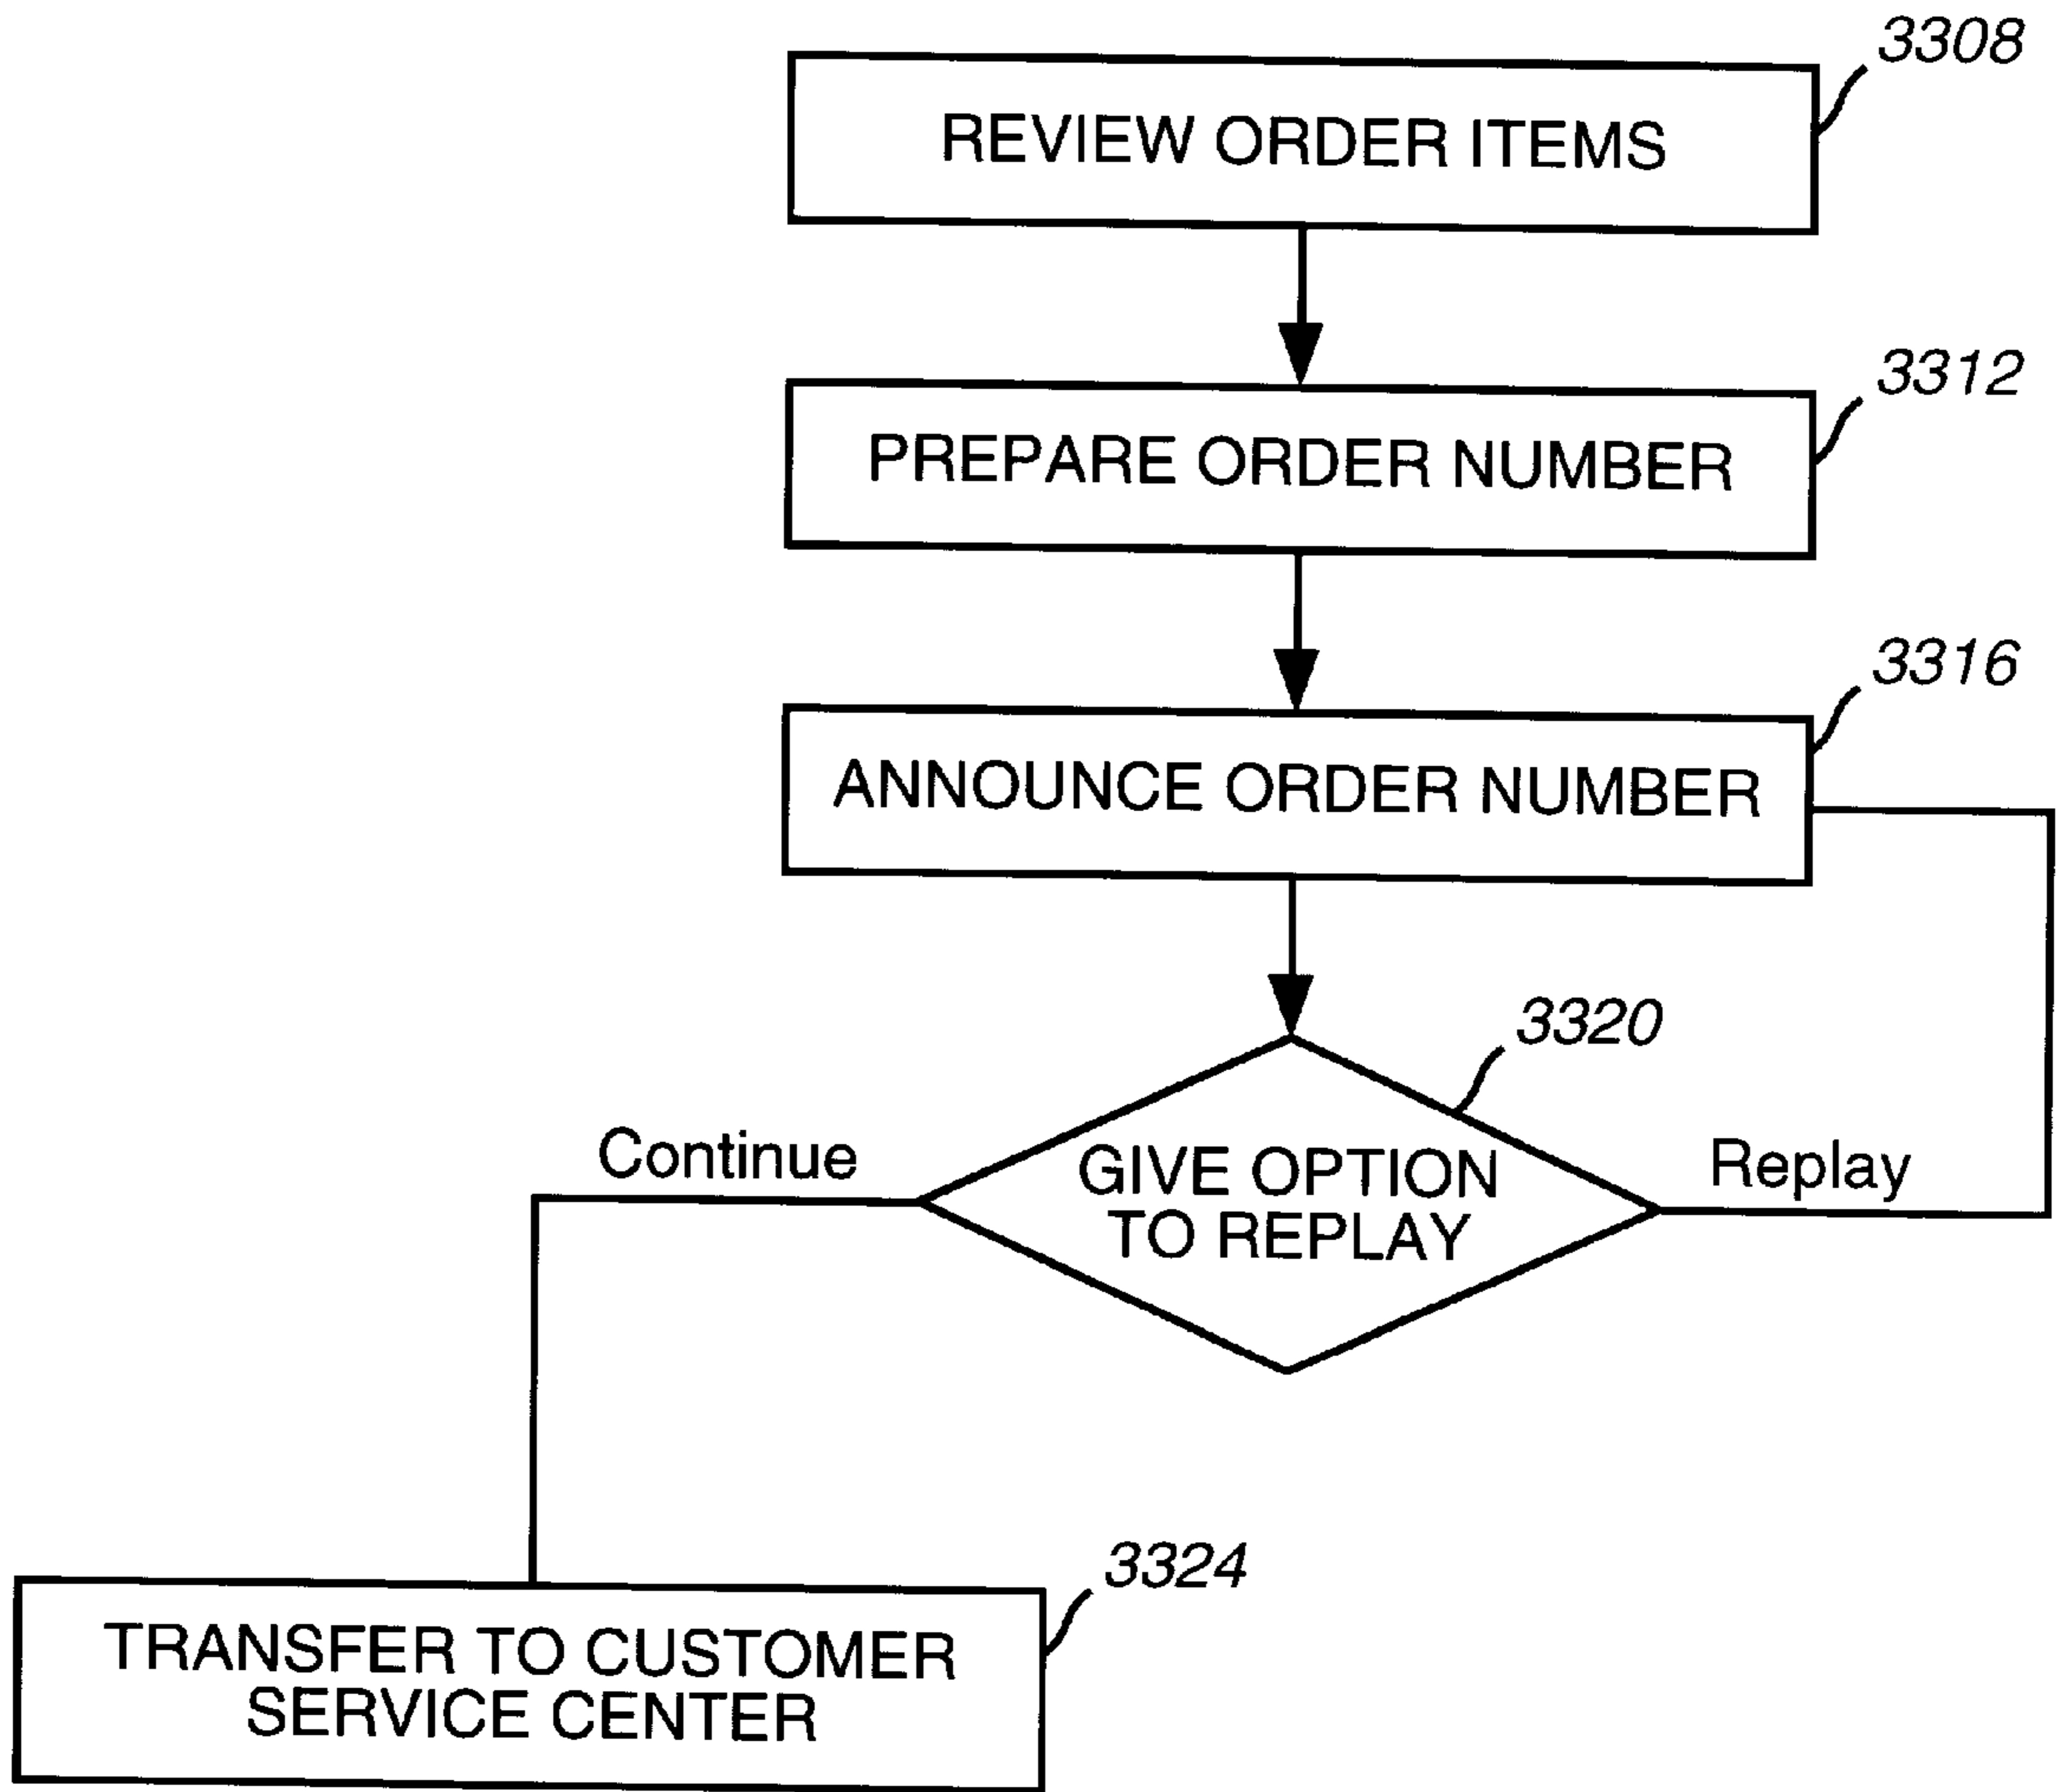 3308
REVIEW ORDER ITEMS
3312
PREPARE ORDER NUMBER
3316
ANNOUNCE ORDER NUMBER
3320
Continue
GIVE OPTION
TO REPLAY
Replay
3324
TRANSFER TO CUSTOMER
SERVICE CENTER